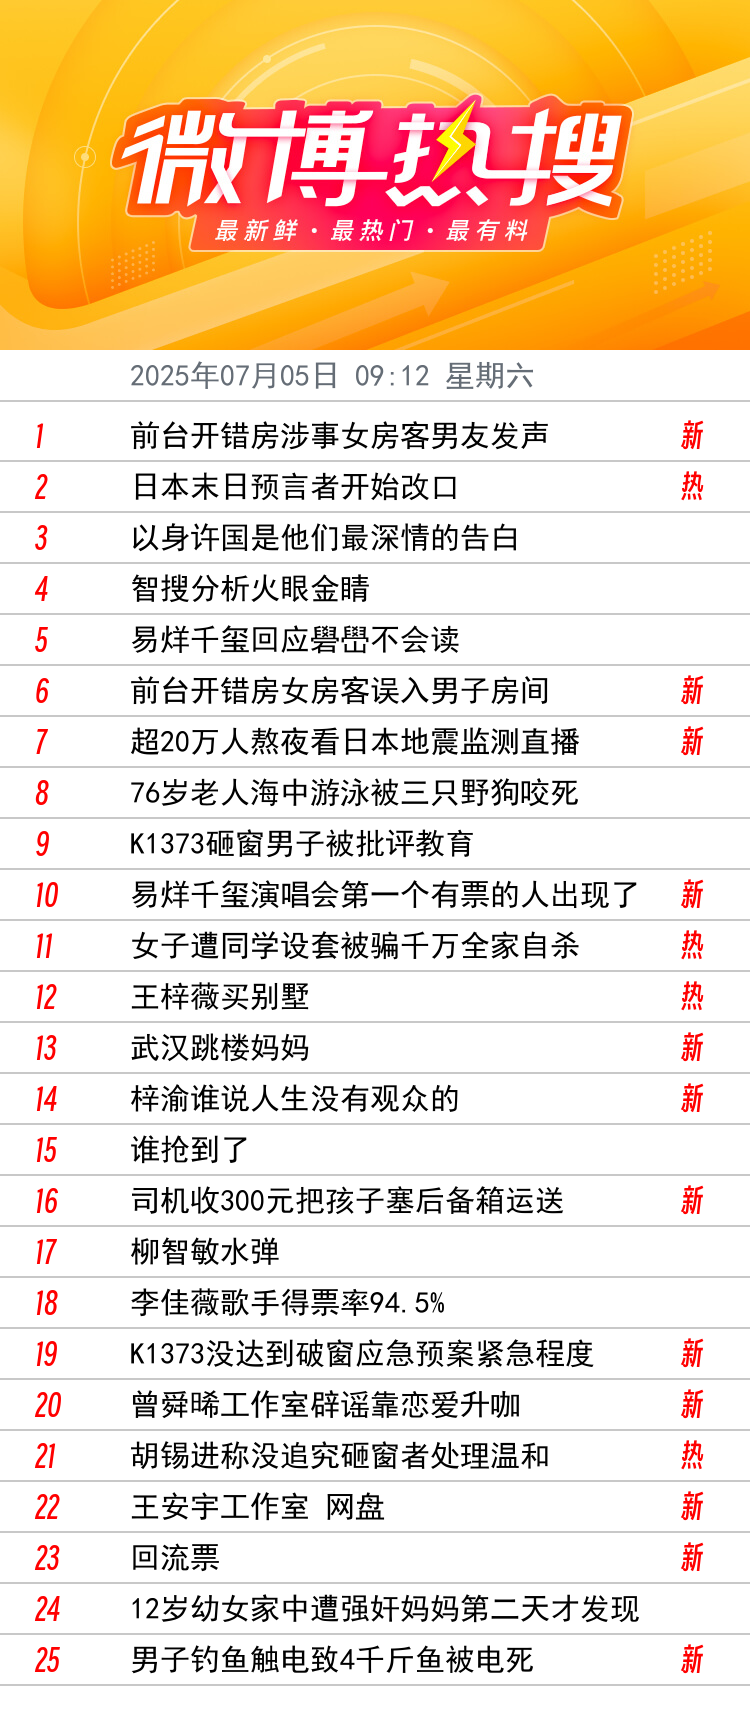 微博热搜
最新鲜·最热门·最有料
2025年07月05日 09:12 星期六
1 前台开错房涉事女房客男友发声 新
2 日本末日预言者开始改口 热
3 以身许国是他们最深情的告白
4 智搜分析火眼金睛
5 易烊千玺回应礐嶨不会读
6 前台开错房女房客误入男子房间 新
7 超20万人熬夜看日本地震监测直播 新
8 76岁老人海中游泳被三只野狗咬死
9 K1373砸窗男子被批评教育
10 易烊千玺演唱会第一个有票的人出现了 新
11 女子遭同学设套被骗千万全家自杀 热
12 王梓薇买别墅 热
13 武汉跳楼妈妈 新
14 梓渝谁说人生没有观众的 新
15 谁抢到了
16 司机收300元把孩子塞后备箱运送 新
17 柳智敏水弹
18 李佳薇歌手得票率94.5%
19 K1373没达到破窗应急预案紧急程度 新
20 曾舜晞工作室辟谣靠恋爱升咖 新
21 胡锡进称没追究砸窗者处理温和 热
22 王安宇工作室 网盘 新
23 回流票 新
24 12岁幼女家中遭强奸妈妈第二天才发现
25 男子钓鱼触电致4千斤鱼被电死 新